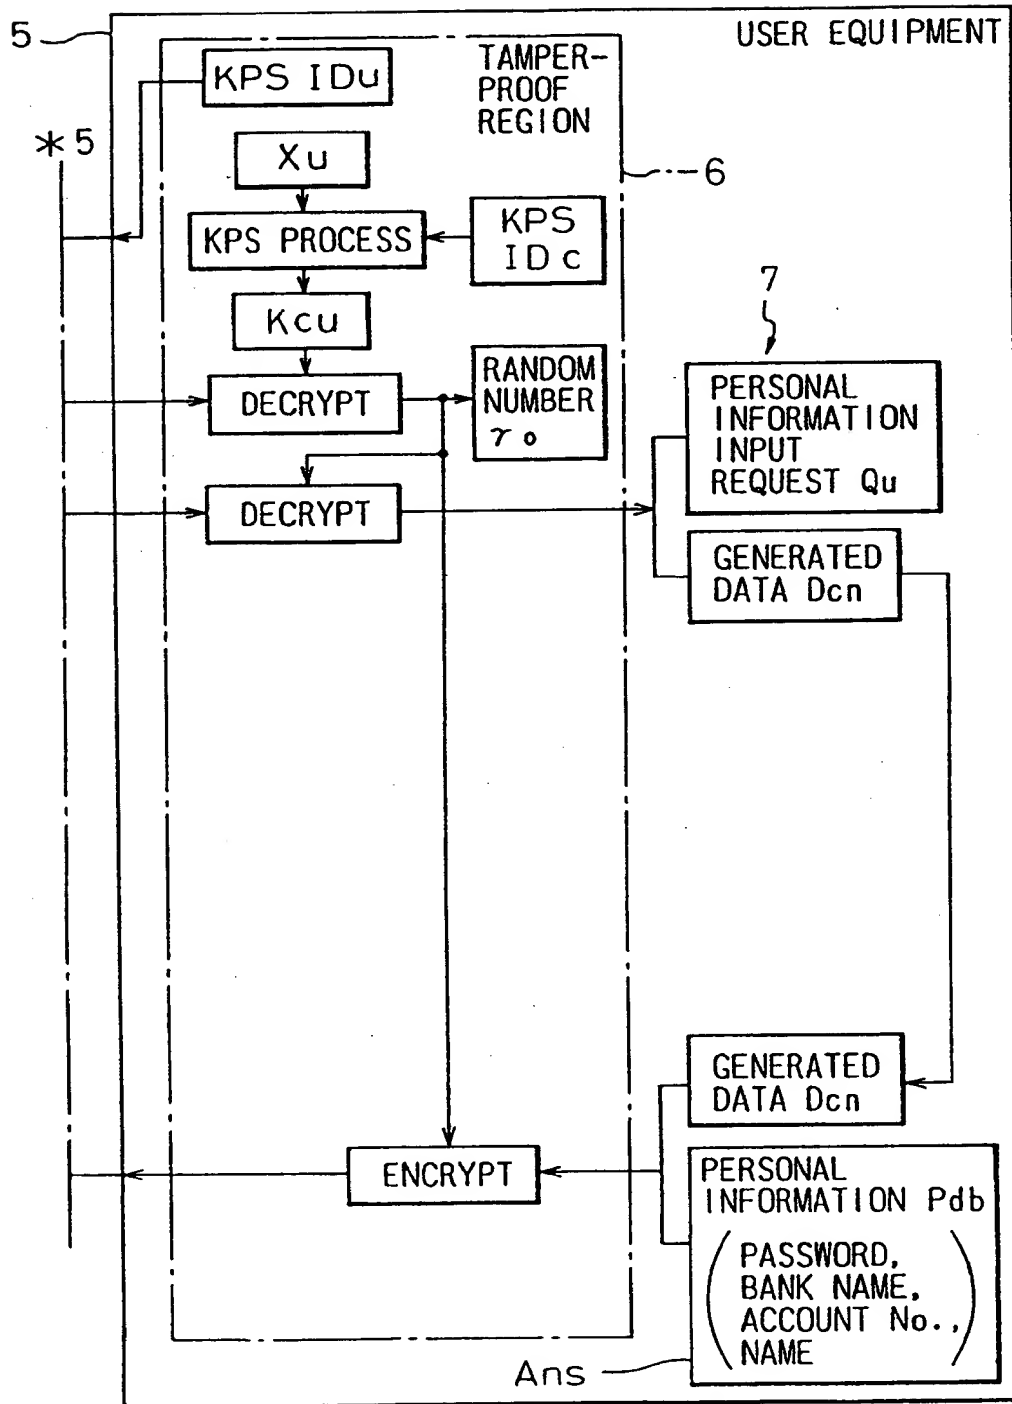 5
USER EQUIPMENT
TAMPER-
PROOF
REGION
KPS IDu
*5
Xu
6
KPS PROCESS
KPS
IDc
Kcu
7
DECRYPT
RANDOM
NUMBER
γo
PERSONAL
INFORMATION
INPUT
REQUEST Qu
DECRYPT
GENERATED
DATA Dcn
GENERATED
DATA Dcn
ENCRYPT
PERSONAL
INFORMATION Pdb
(PASSWORD,
BANK NAME,
ACCOUNT No.,
NAME)
Ans